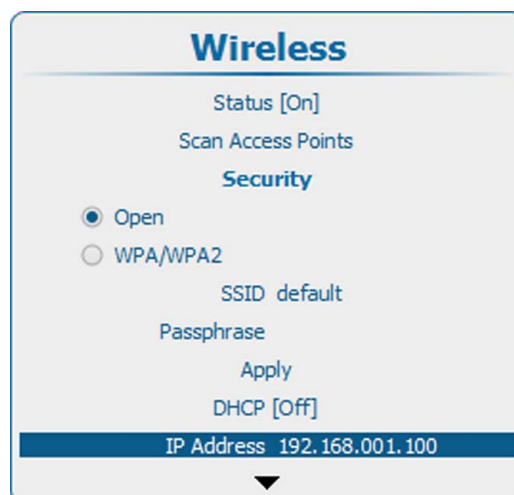 Wireless
Status [On]
Scan Access Points
Security
Open
WPA/WPA2
SSID default
Passphrase
Apply
DHCP [Off]
IP Address 192.168.001.100